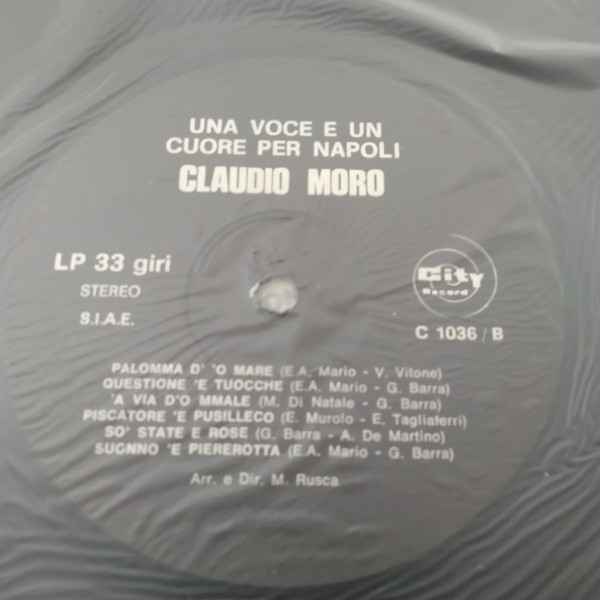 UNA VOCE E UN
CUORE PER NAPOLI
CLAUDIO MORO
LP 33 giri
STEREO
S.I.A.E.
City
Record
C 1036 / B
PALOMMA D' 'O MARE (E.A. Mario - V. Vitone)
QUESTIONE 'E TUOCCHE (E.A. Mario - G. Barra)
'A VIA D'O MMALE (M. Di Natale - G. Barra)
PISCATORE 'E PUSILLECO (E. Murolo - E. Tagliaferri)
SO' STATE E ROSE (G. Barra - A. De Martino)
SUONNO 'E PIEREROTTA (E.A. Mario - G. Barra)
Arr. e Dir. M. Rusca